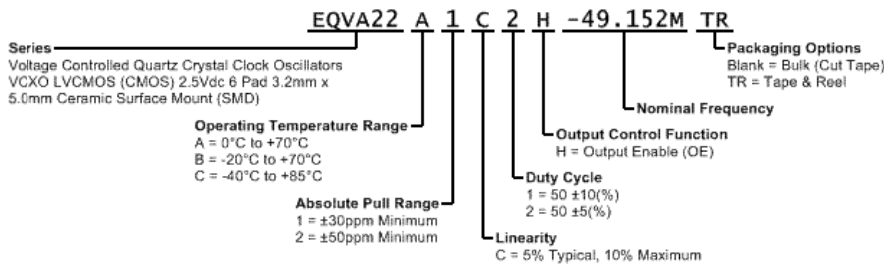 EQVA22 A 1 C 2 H -49.152M TR
Series
Voltage Controlled Quartz Crystal Clock Oscillators
VCXO LVCMOS (CMOS) 2.5Vdc 6 Pad 3.2mm x
5.0mm Ceramic Surface Mount (SMD)
Packaging Options
Blank = Bulk (Cut Tape)
TR = Tape & Reel
Nominal Frequency
Operating Temperature Range
A = 0°C to +70°C
B = -20°C to +70°C
C = -40°C to +85°C
Output Control Function
H = Output Enable (OE)
Duty Cycle
1 = 50 ±10(%)
2 = 50 ±5(%)
Absolute Pull Range
1 = ±30ppm Minimum
2 = ±50ppm Minimum
Linearity
C = 5% Typical, 10% Maximum